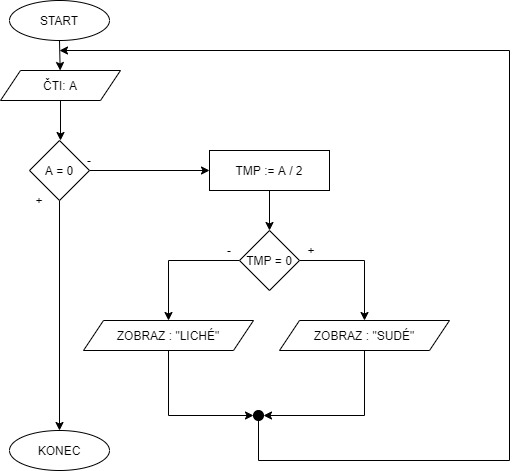 START
ČTI: A
A = 0
-
+
TMP := A / 2
TMP = 0
-
+
ZOBRAZ : "LICHÉ"
ZOBRAZ : "SUDÉ"
KONEC